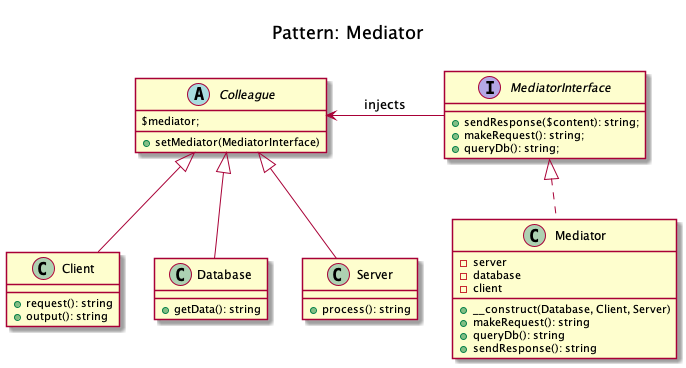 Pattern: Mediator
A Colleague
$mediator;
setMediator(MediatorInterface)
injects
I MediatorInterface
sendResponse($content): string;
makeRequest(): string;
queryDb(): string;
C Client
request(): string
output(): string
C Database
getData(): string
C Server
process(): string
C Mediator
server
database
client
__construct(Database, Client, Server)
makeRequest(): string
queryDb(): string
sendResponse(): string